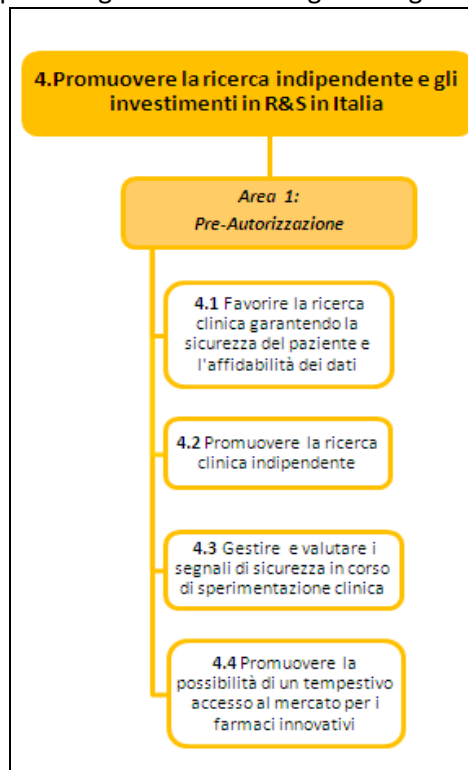 4.Promuovere la ricerca indipendente e gli
investimenti in R&S in Italia
Area 1:
Pre-Autorizzazione
4.1 Favorire la ricerca
clinica garantendo la
sicurezza del paziente e
l'affidabilità dei dati
4.2 Promuovere la ricerca
clinica indipendente
4.3 Gestire e valutare i
segnali di sicurezza in corso
di sperimentazione clinica
4.4 Promuovere la
possibilità di un tempestivo
accesso al mercato per i
farmaci innovativi